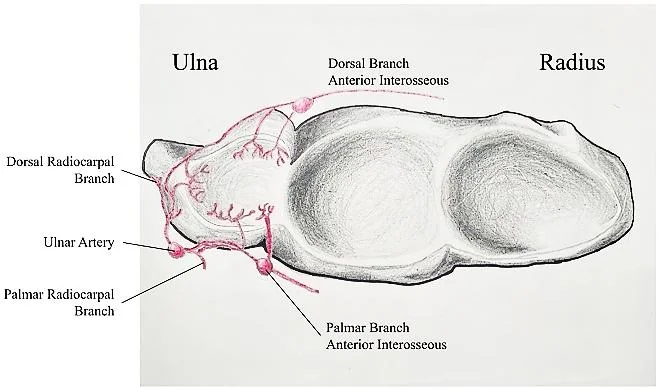 Ulna
Radius
Dorsal Branch
Anterior Interosseous
Dorsal Radiocarpal
Branch
Ulnar Artery
Palmar Radiocarpal
Branch
Palmar Branch
Anterior Interosseous